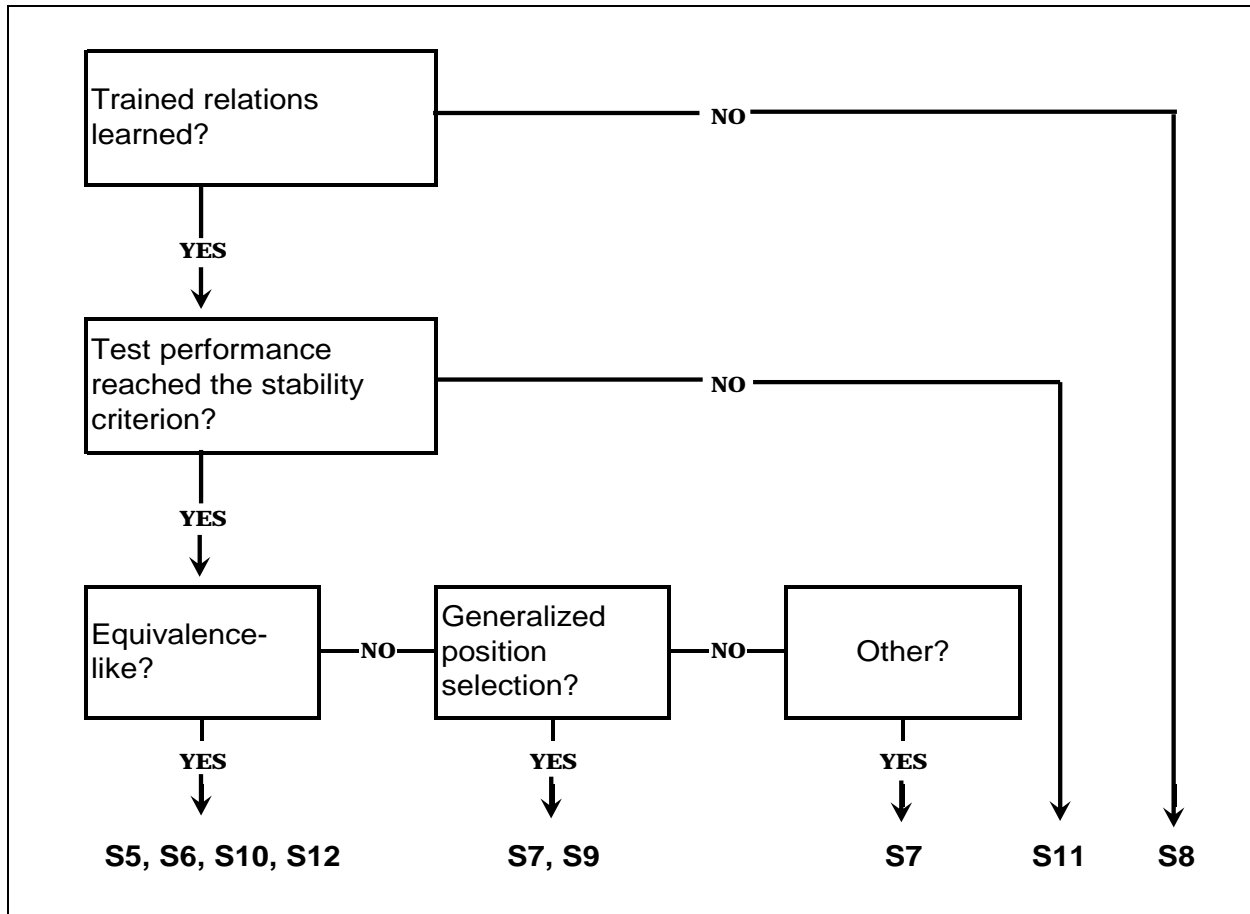 Trained relations
learned?
NO
YES
Test performance
reached the stability
criterion?
NO
YES
Equivalence-
like?
NO
Generalized
position
selection?
NO
Other?
YES
YES
YES
S5, S6, S10, S12
S7, S9
S7
S11
S8